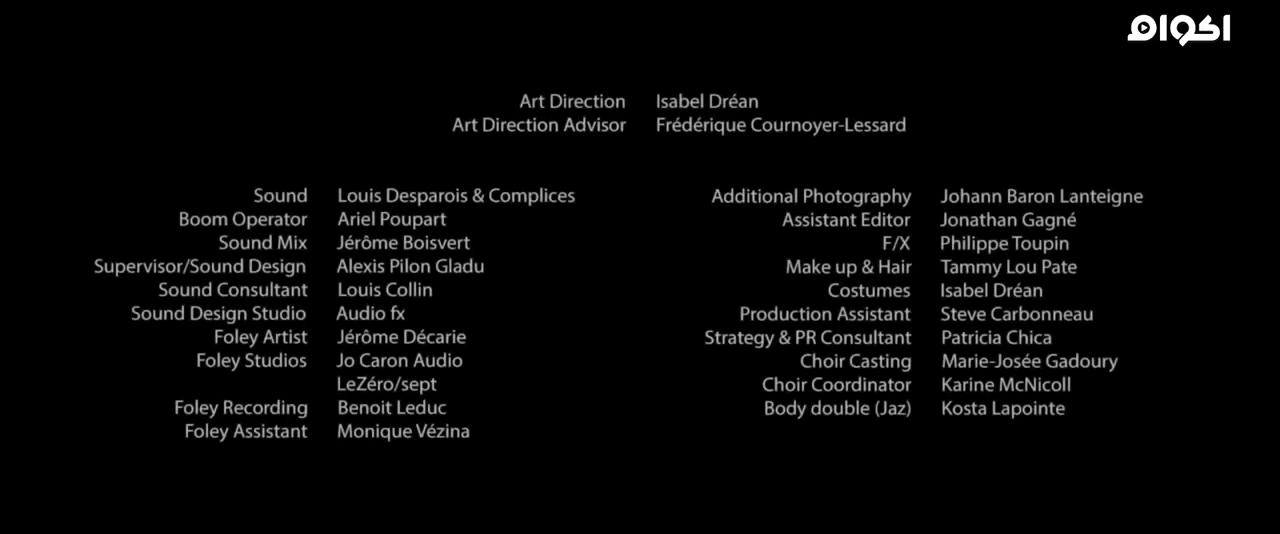 اكوام
Art Direction Isabel Dréan
Art Direction Advisor Frédérique Cournoyer-Lessard
Sound Louis Desparois & Complices
Boom Operator Ariel Poupart
Sound Mix Jérôme Boisvert
Supervisor/Sound Design Alexis Pilon Gladu
Sound Consultant Louis Collin
Sound Design Studio Audio fx
Foley Artist Jérôme Décarie
Foley Studios Jo Caron Audio
LeZéro/sept
Foley Recording Benoit Leduc
Foley Assistant Monique Vézina
Additional Photography Johann Baron Lanteigne
Assistant Editor Jonathan Gagné
F/X Philippe Toupin
Make up & Hair Tammy Lou Pate
Costumes Isabel Dréan
Production Assistant Steve Carbonneau
Strategy & PR Consultant Patricia Chica
Choir Casting Marie-Josée Gadoury
Choir Coordinator Karine McNicoll
Body double (Jaz) Kosta Lapointe